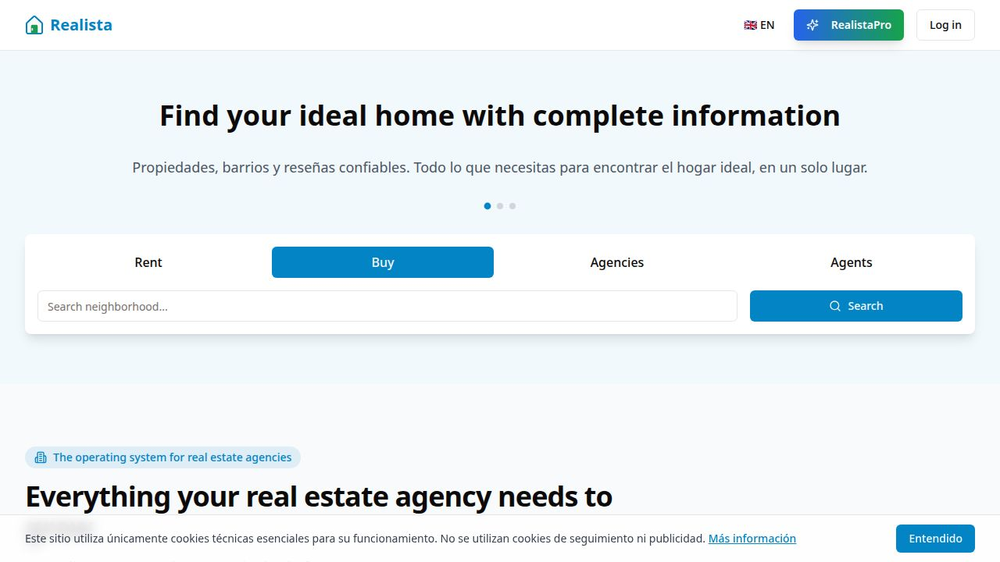 Realista
EN
RealistaPro
Log in
Find your ideal home with complete information
Propiedades, barrios y reseñas confiables. Todo lo que necesitas para encontrar el hogar ideal, en un solo lugar.
Rent
Buy
Agencies
Agents
Search neighborhood...
Search
The operating system for real estate agencies
Everything your real estate agency needs to
Este sitio utiliza únicamente cookies técnicas esenciales para su funcionamiento. No se utilizan cookies de seguimiento ni publicidad. Más información
Entendido